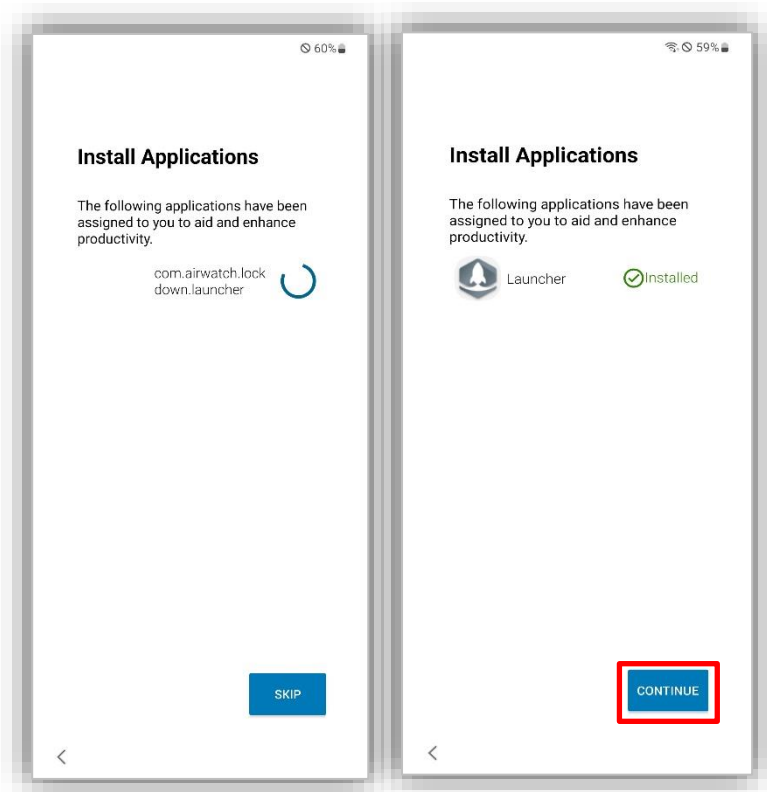 60%
Install Applications
The following applications have been
assigned to you to aid and enhance
productivity.
com.airwatch.lock
down.launcher
SKIP
59%
Install Applications
The following applications have been
assigned to you to aid and enhance
productivity.
Launcher
Installed
CONTINUE